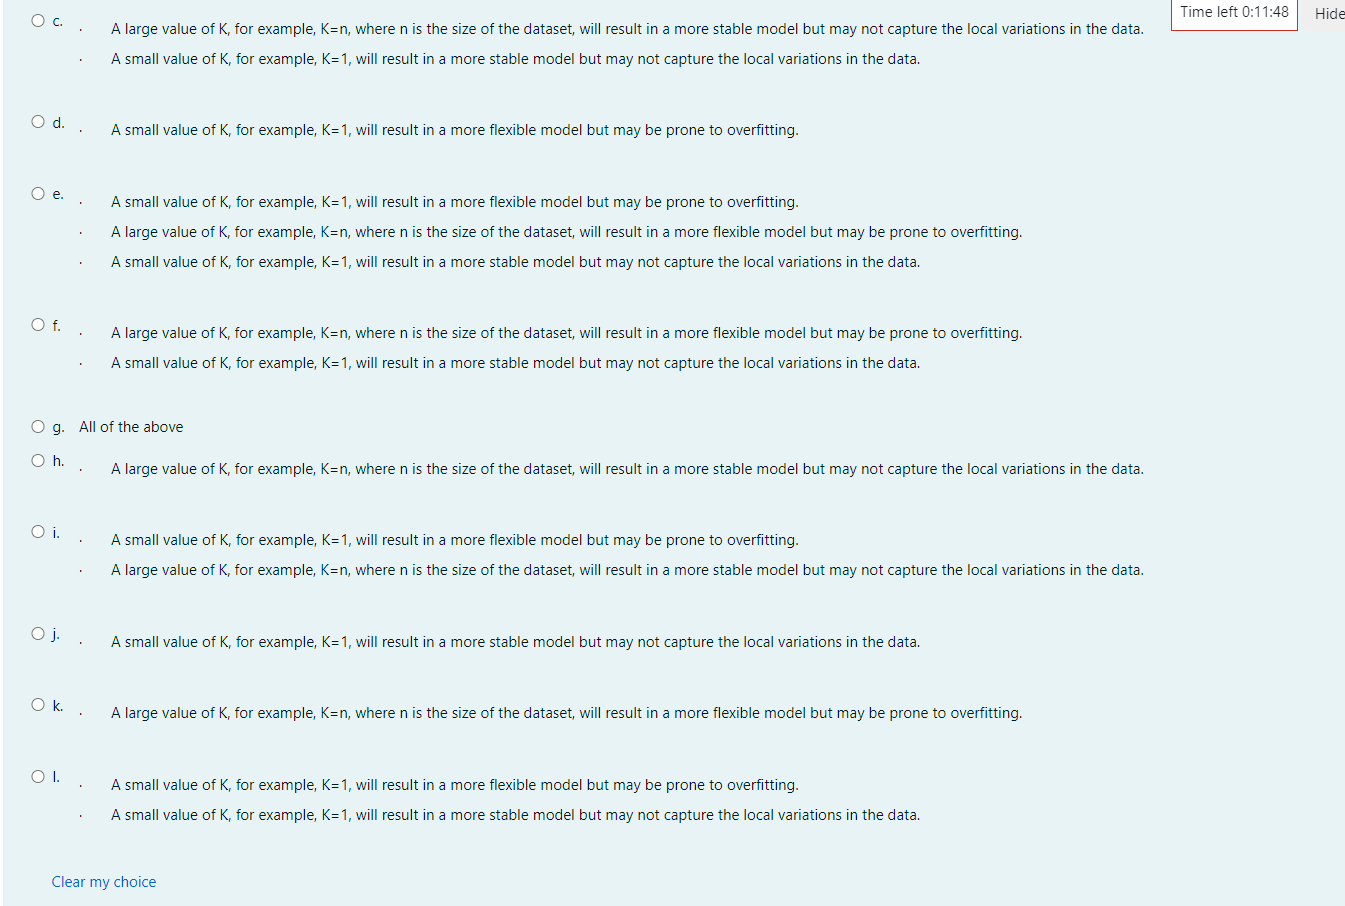 Time left 0:11:48 Hide
c. . A large value of K, for example, K=n, where n is the size of the dataset, will result in a more stable model but may not capture the local variations in the data.
. A small value of K, for example, K=1, will result in a more stable model but may not capture the local variations in the data.
d. . A small value of K, for example, K=1, will result in a more flexible model but may be prone to overfitting.
e. . A small value of K, for example, K=1, will result in a more flexible model but may be prone to overfitting.
. A large value of K, for example, K=n, where n is the size of the dataset, will result in a more flexible model but may be prone to overfitting.
. A small value of K, for example, K=1, will result in a more stable model but may not capture the local variations in the data.
f. . A large value of K, for example, K=n, where n is the size of the dataset, will result in a more flexible model but may be prone to overfitting.
. A small value of K, for example, K=1, will result in a more stable model but may not capture the local variations in the data.
g. All of the above
h. . A large value of K, for example, K=n, where n is the size of the dataset, will result in a more stable model but may not capture the local variations in the data.
i. . A small value of K, for example, K=1, will result in a more flexible model but may be prone to overfitting.
. A large value of K, for example, K=n, where n is the size of the dataset, will result in a more stable model but may not capture the local variations in the data.
j. . A small value of K, for example, K=1, will result in a more stable model but may not capture the local variations in the data.
k. . A large value of K, for example, K=n, where n is the size of the dataset, will result in a more flexible model but may be prone to overfitting.
l. . A small value of K, for example, K=1, will result in a more flexible model but may be prone to overfitting.
. A small value of K, for example, K=1, will result in a more stable model but may not capture the local variations in the data.
Clear my choice